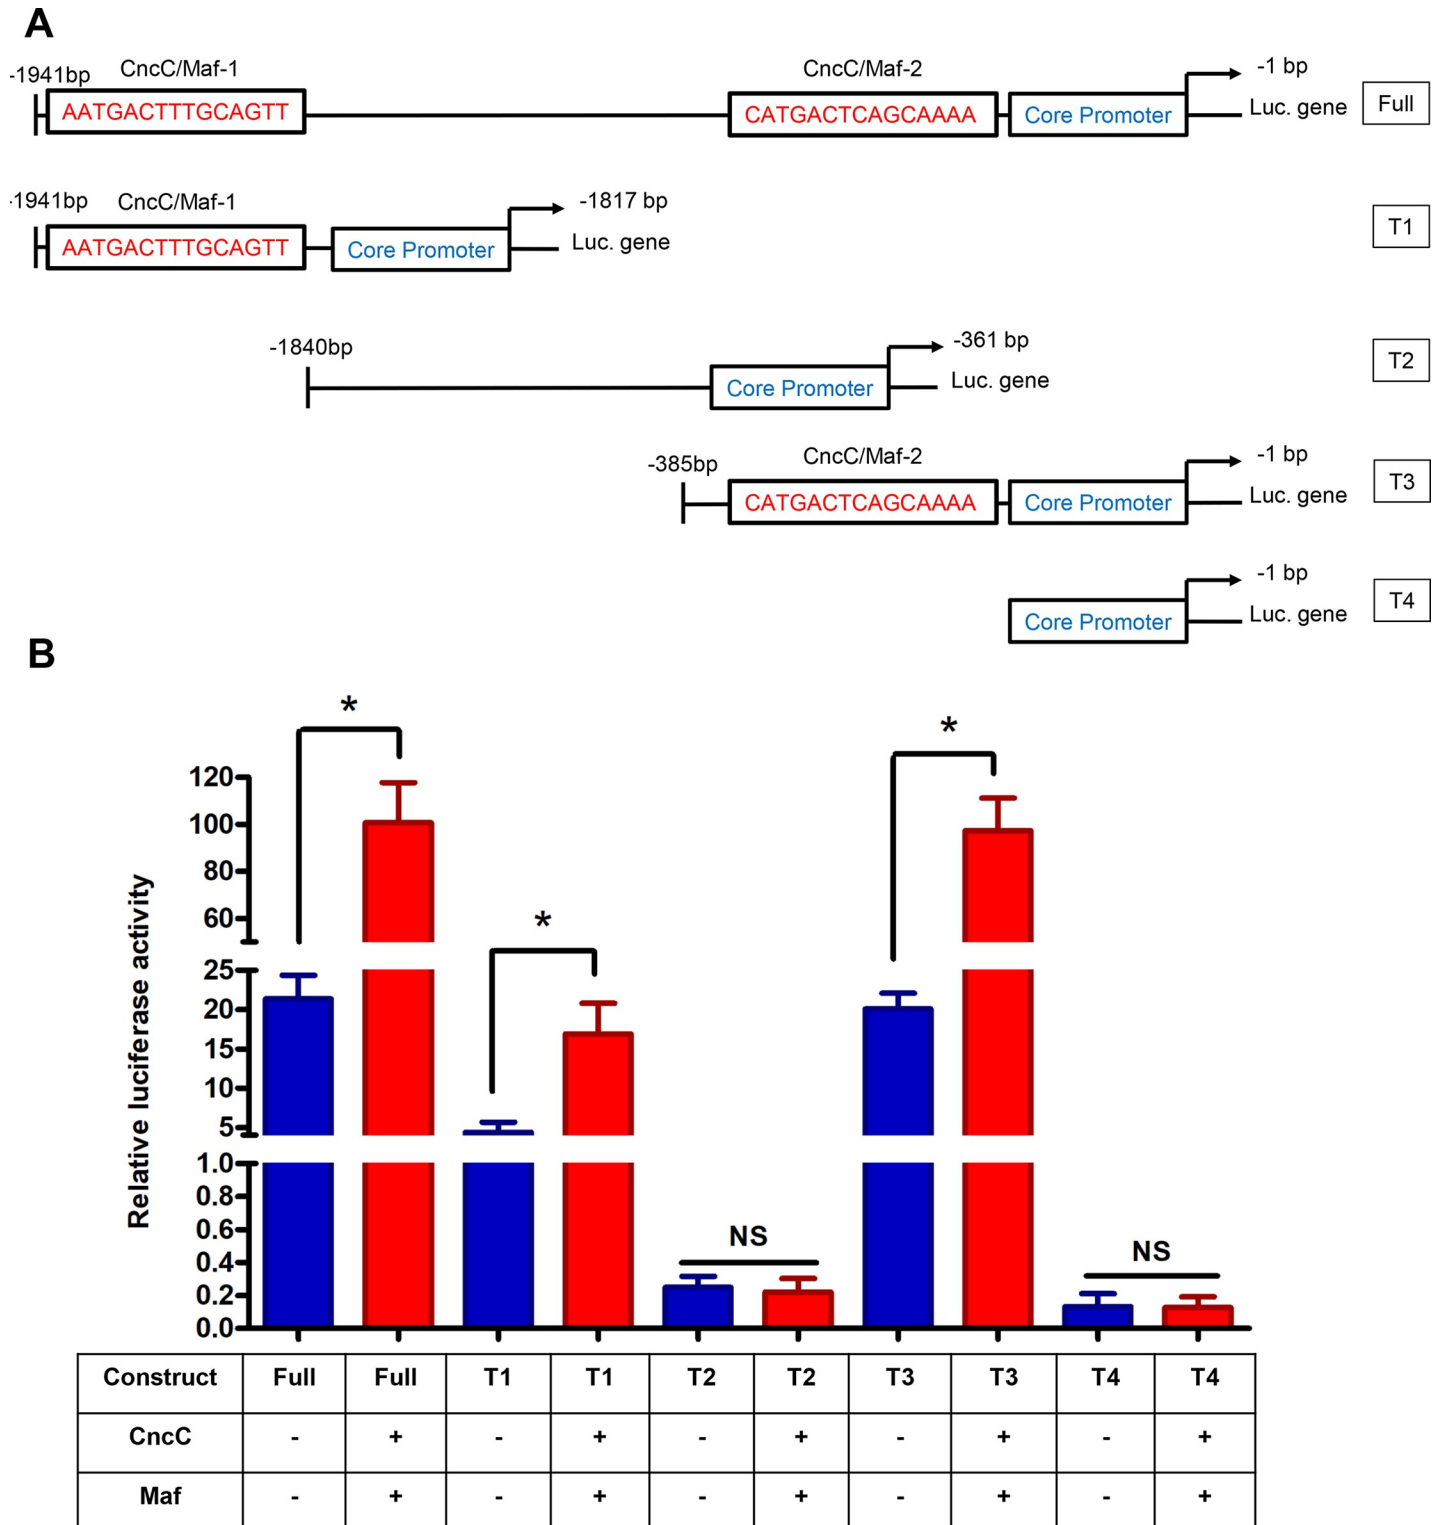 A
-1941bp CncC/Maf-1 CncC/Maf-2 -1 bp
AATGACTTTGCAGTT CATGACTCAGCAAAA Core Promoter Luc. gene Full
-1941bp CncC/Maf-1 -1817 bp
AATGACTTTGCAGTT Core Promoter Luc. gene T1
-1840bp -361 bp
Core Promoter Luc. gene T2
-385bp CncC/Maf-2 -1 bp
CATGACTCAGCAAAA Core Promoter Luc. gene T3
-1 bp
Core Promoter Luc. gene T4
B
Relative luciferase activity
120
100
80
60
25
20
15
10
5
1.0
0.8
0.6
0.4
0.2
0.0
*
*
NS
*
NS
Construct Full Full T1 T1 T2 T2 T3 T3 T4 T4
CncC - + - + - + - + - +
Maf - + - + - + - + - +